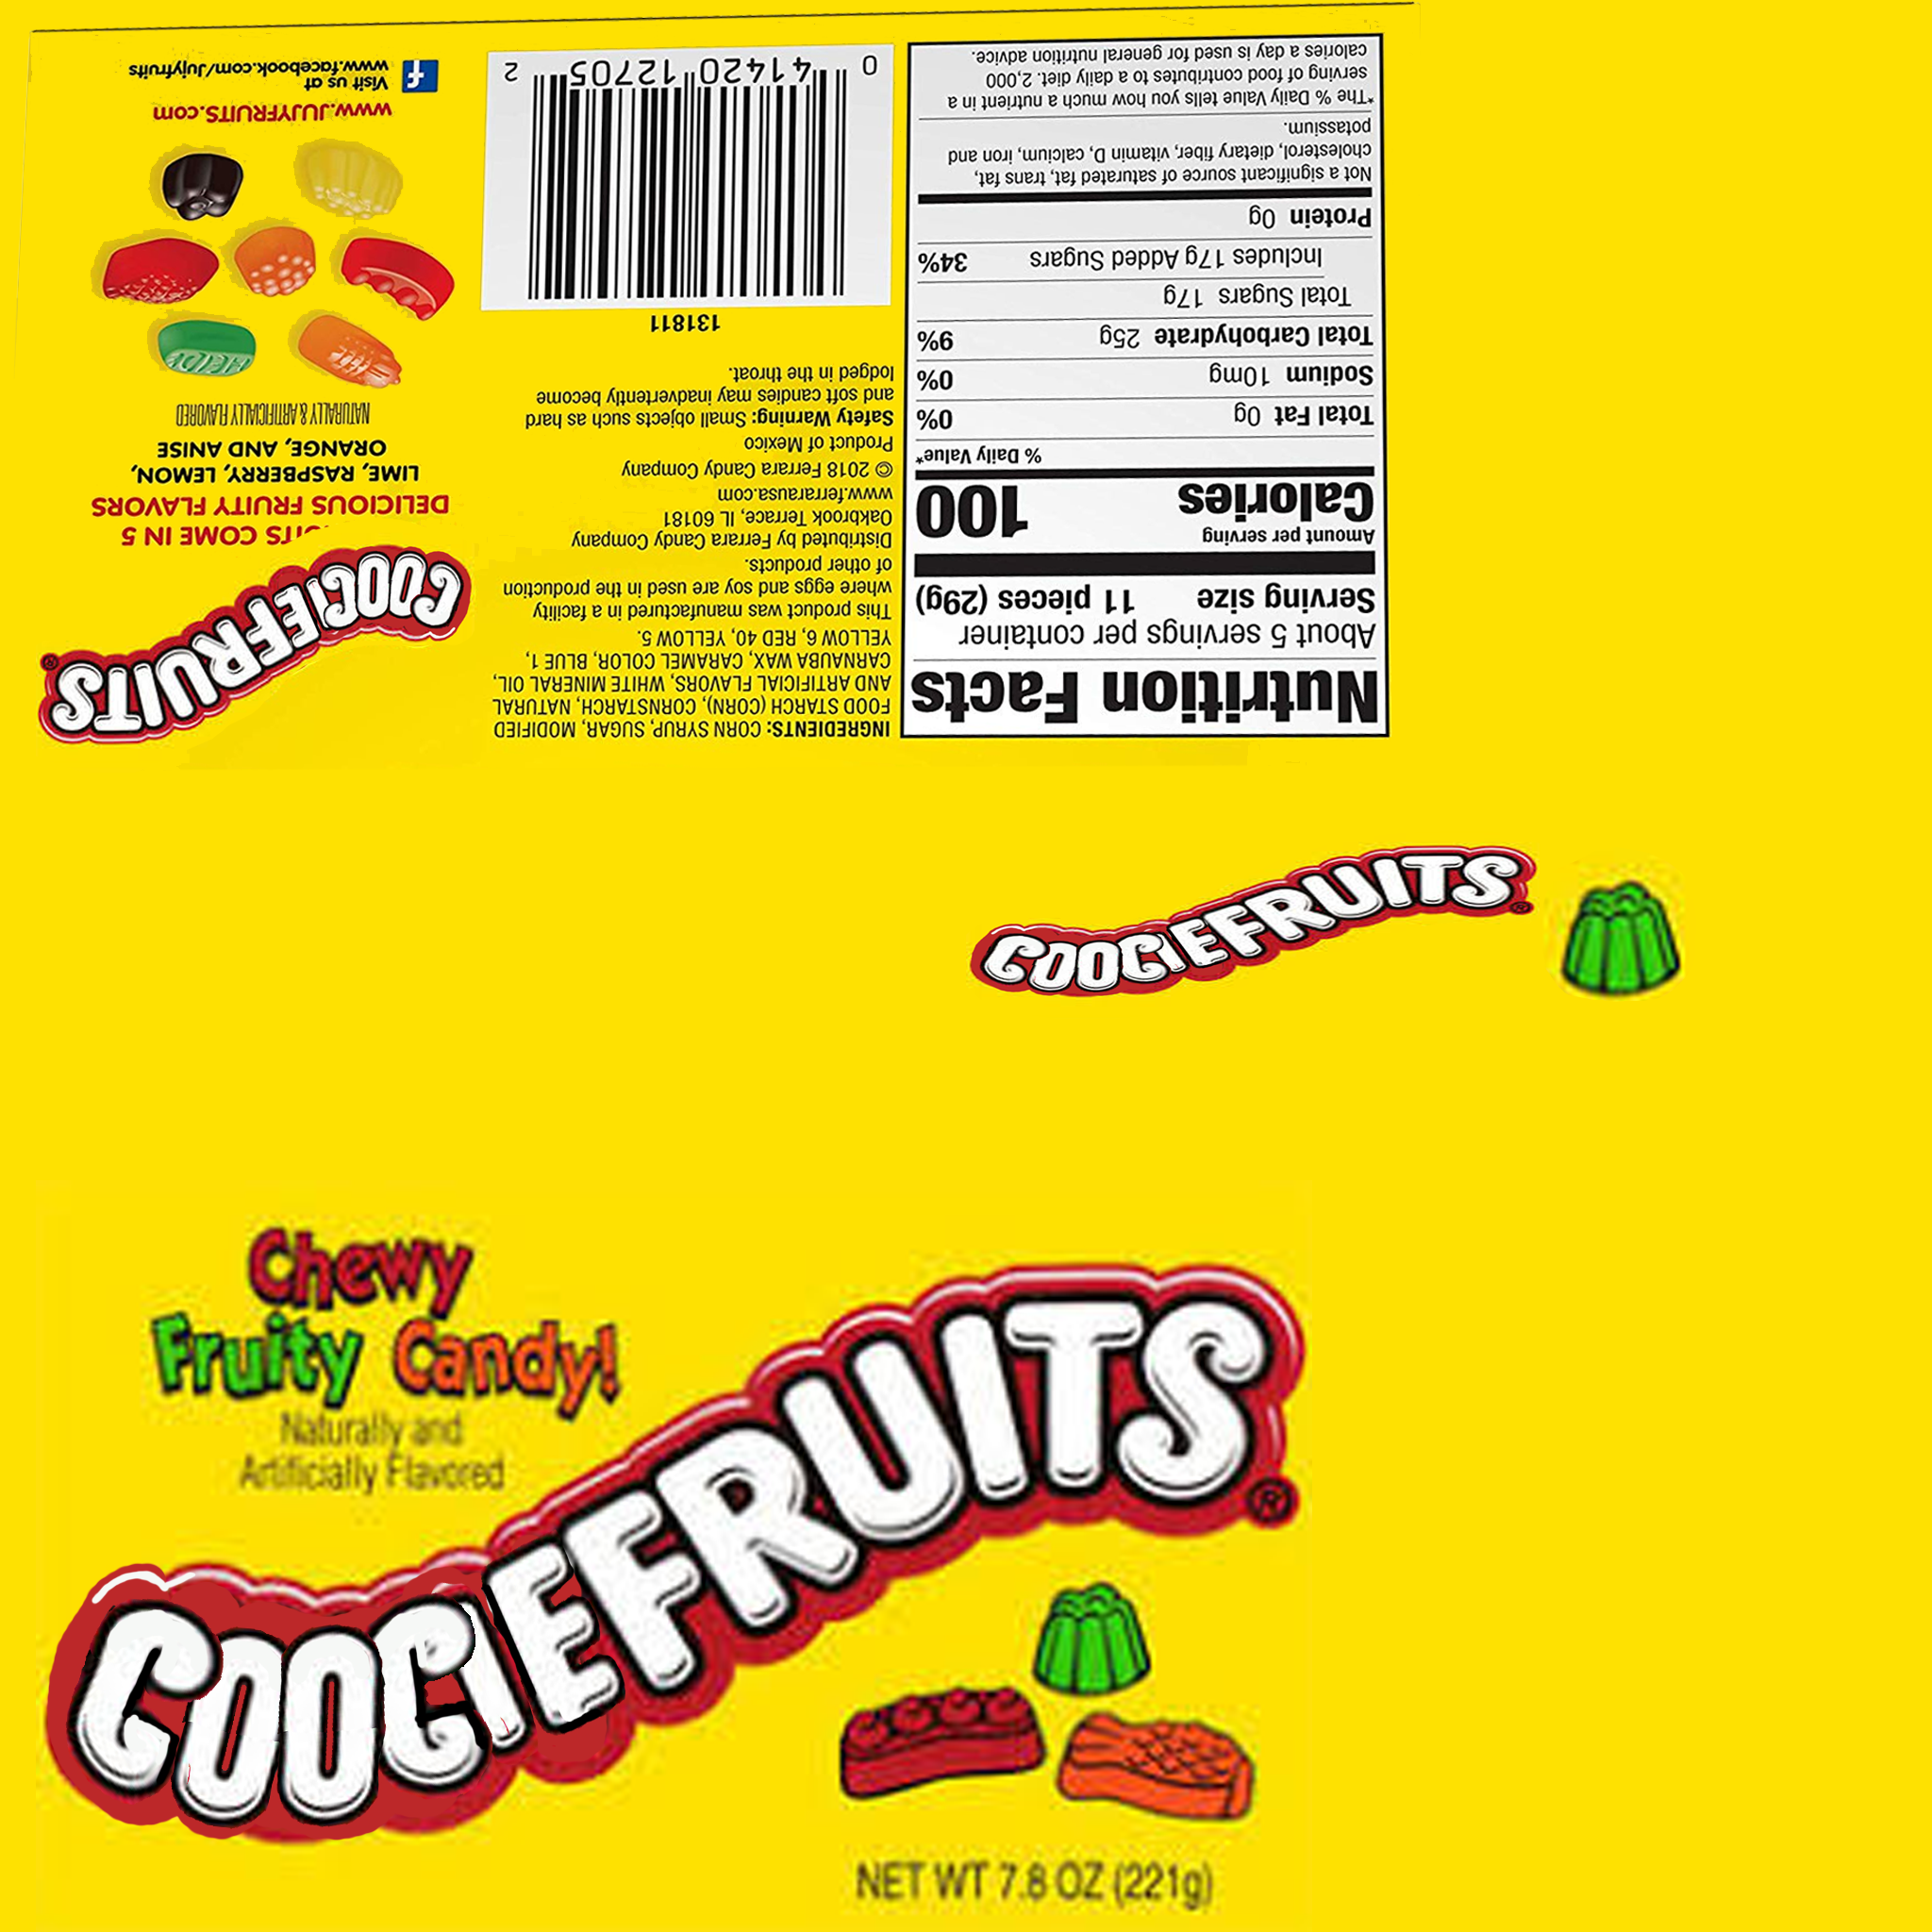 Nutrition Facts
About 5 servings per container
Serving size 11 pieces (29g)
Amount per serving
Calories 100
% Daily Value*
Total Fat 0g 0%
Sodium 10mg 0%
Total Carbohydrate 25g 9%
Total Sugars 17g
Includes 17g Added Sugars 34%
Protein 0g
Not a significant source of saturated fat, trans fat,
cholesterol, dietary fiber, vitamin D, calcium, iron and
potassium.
*The % Daily Value tells you how much a nutrient in a
serving of food contributes to a daily diet. 2,000
calories a day is used for general nutrition advice.
INGREDIENTS: CORN SYRUP, SUGAR, MODIFIED
FOOD STARCH (CORN), CORNSTARCH, NATURAL
AND ARTIFICIAL FLAVORS, WHITE MINERAL OIL,
CARNAUBA WAX, CARAMEL COLOR, BLUE 1,
YELLOW 6, RED 40, YELLOW 5.
This product was manufactured in a facility
where eggs and soy are used in the production
of other products.
Distributed by Ferrara Candy Company
Oakbrook Terrace, IL 60181
www.ferrarausa.com
© 2018 Ferrara Candy Company
Product of Mexico
Safety Warning: Small objects such as hard
and soft candies may inadvertently become
lodged in the throat.
131811
0 41420 12705 2
COOGIEFRUITS®
ITS COME IN 5
DELICIOUS FRUITY FLAVORS
LIME, RASPBERRY, LEMON,
ORANGE, AND ANISE
NATURALLY & ARTIFICIALLY FLAVORED
www.JUJYFRUITS.com
Visit us at
www.facebook.com/Jujyfruits
f
COOGIEFRUITS®
Chewy
Fruity Candy!
Naturally and
Artificially Flavored
COOGIEFRUITS®
NET WT 7.8 OZ (221g)